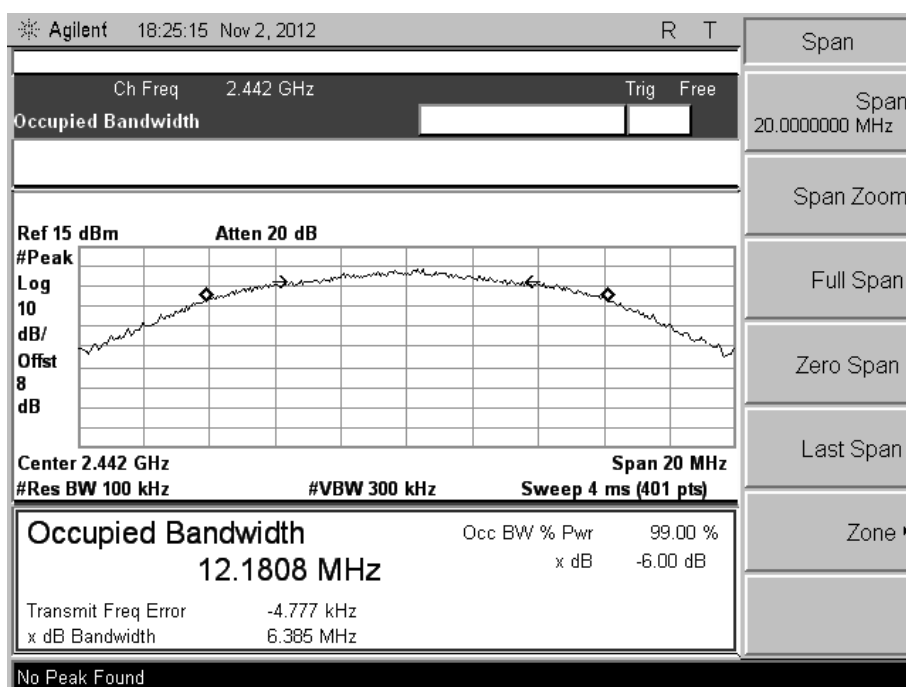 Agilent 18:25:15 Nov 2, 2012 R T
Ch Freq 2.442 GHz Trig Free
Occupied Bandwidth
Ref 15 dBm Atten 20 dB
#Peak
Log
10
dB/
Offst
8
dB
Center 2.442 GHz Span 20 MHz
#Res BW 100 kHz #VBW 300 kHz Sweep 4 ms (401 pts)
Occupied Bandwidth
12.1808 MHz
Occ BW % Pwr 99.00 %
x dB -6.00 dB
Transmit Freq Error -4.777 kHz
x dB Bandwidth 6.385 MHz
No Peak Found
Span
Span
20.0000000 MHz
Span Zoom
Full Span
Zero Span
Last Span
Zone